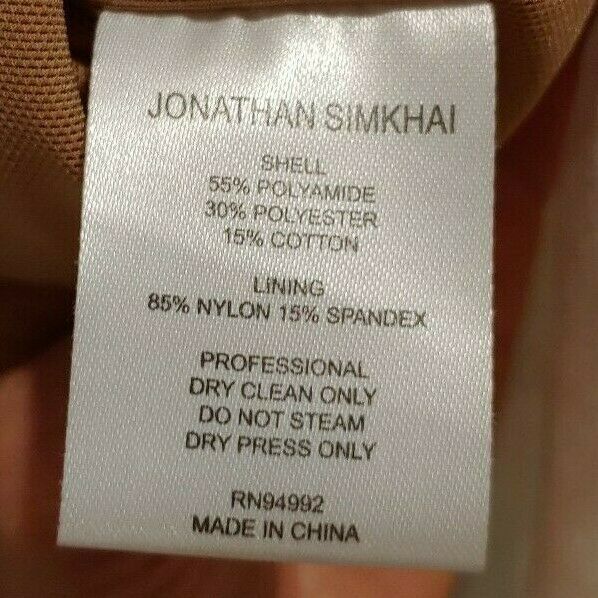 JONATHAN SIMKHAI
SHELL
55% POLYAMIDE
30% POLYESTER
15% COTTON
LINING
85% NYLON 15% SPANDEX
PROFESSIONAL
DRY CLEAN ONLY
DO NOT STEAM
DRY PRESS ONLY
RN94992
MADE IN CHINA